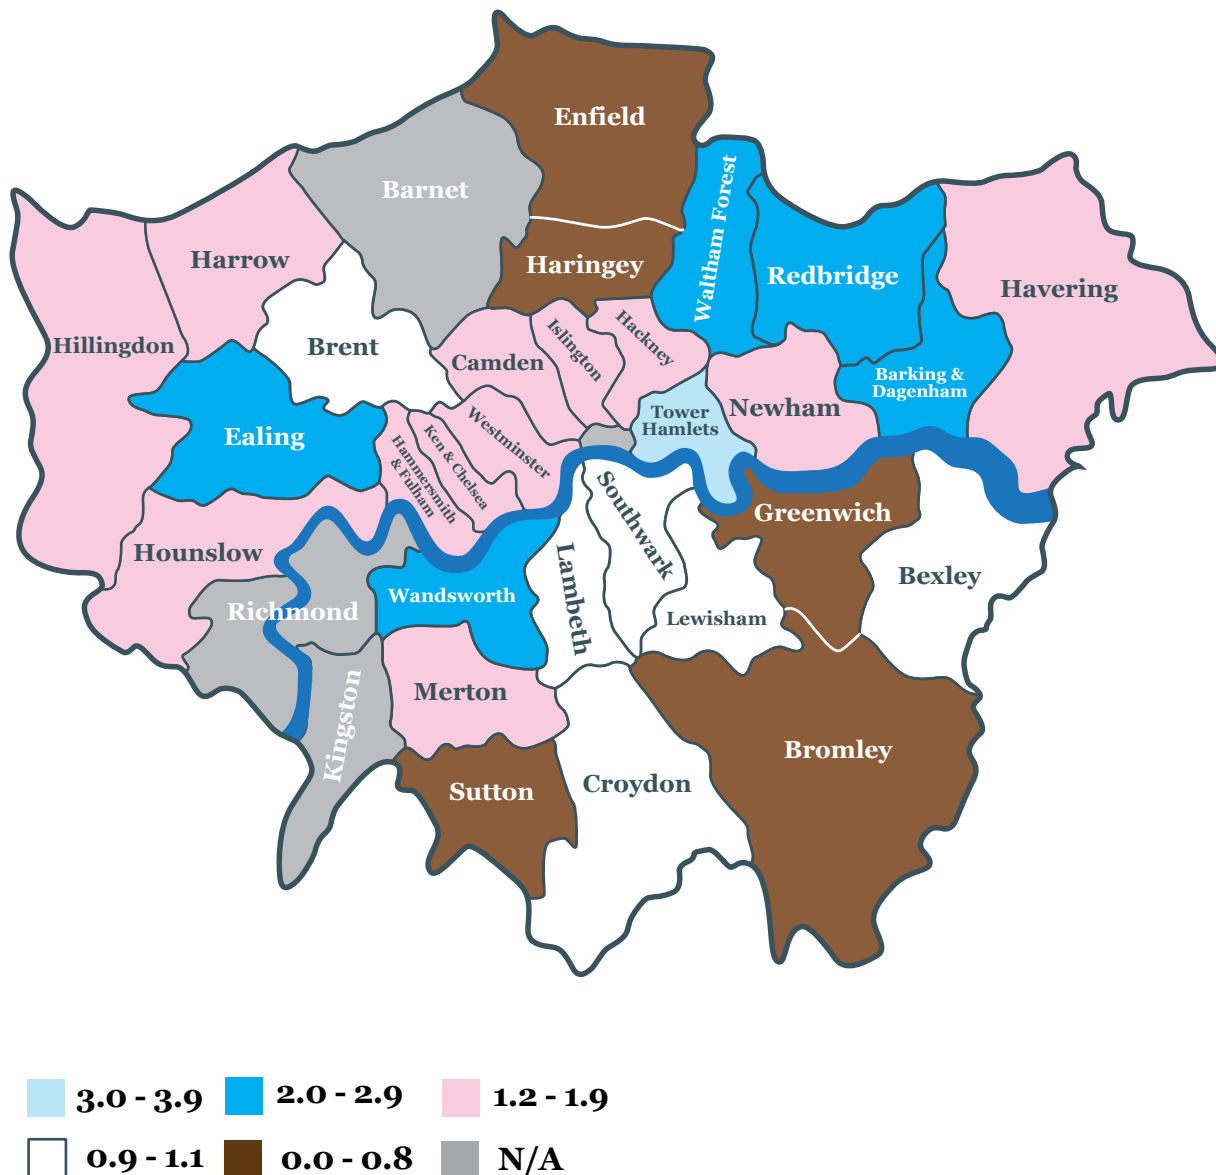 Enfield
Barnet
Waltham Forest
Harrow
Haringey
Redbridge
Havering
Hillingdon
Brent
Camden
Islington
Hackney
Barking &
Dagenham
Ealing
Tower
Hamlets
Newham
Westminster
Ken & Chelsea
Hammersmith
& Fulham
Hounslow
Southwark
Greenwich
Richmond
Wandsworth
Lambeth
Lewisham
Bexley
Kingston
Merton
Sutton
Croydon
Bromley
3.0 - 3.9
2.0 - 2.9
1.2 - 1.9
0.9 - 1.1
0.0 - 0.8
N/A